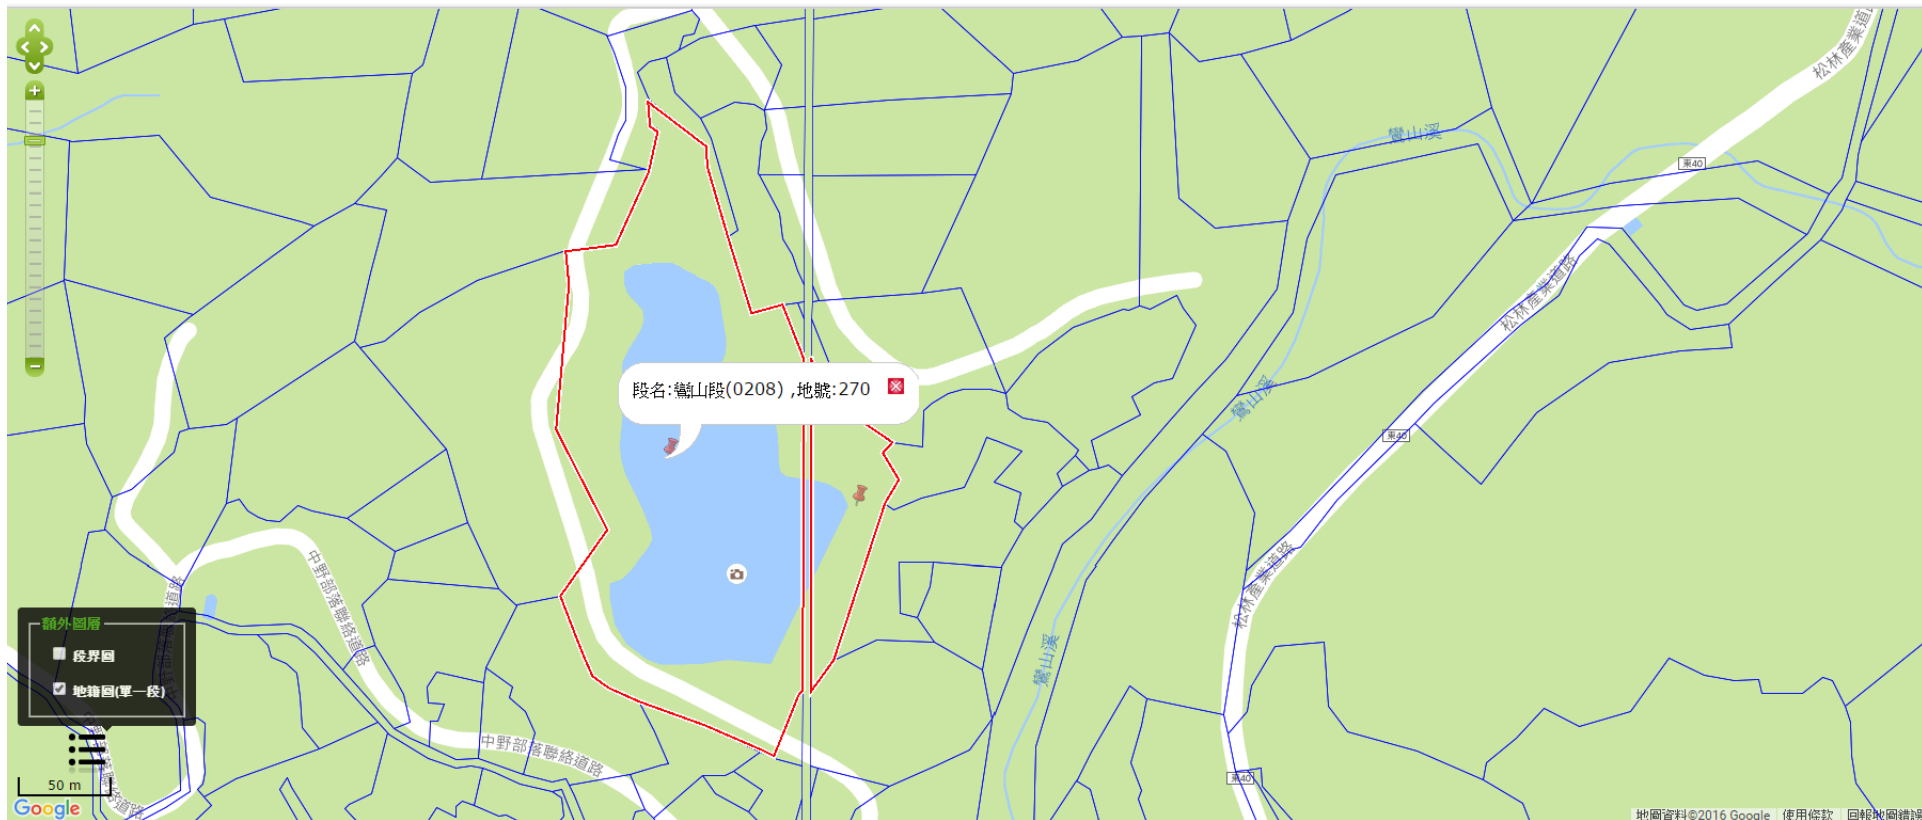 松林產業道路
鸞山溪
東40
松林產業道路
段名:鸞山段(0208) ,地號:270
鸞山溪
東40
中野部落聯絡道路
松林產業道路
額外圖層
段界圖
地籍圖(單一段)
鸞山溪
中野部落聯絡道路
東40
50 m
Google
地圖資料©2016 Google
使用條款
回報地圖錯誤